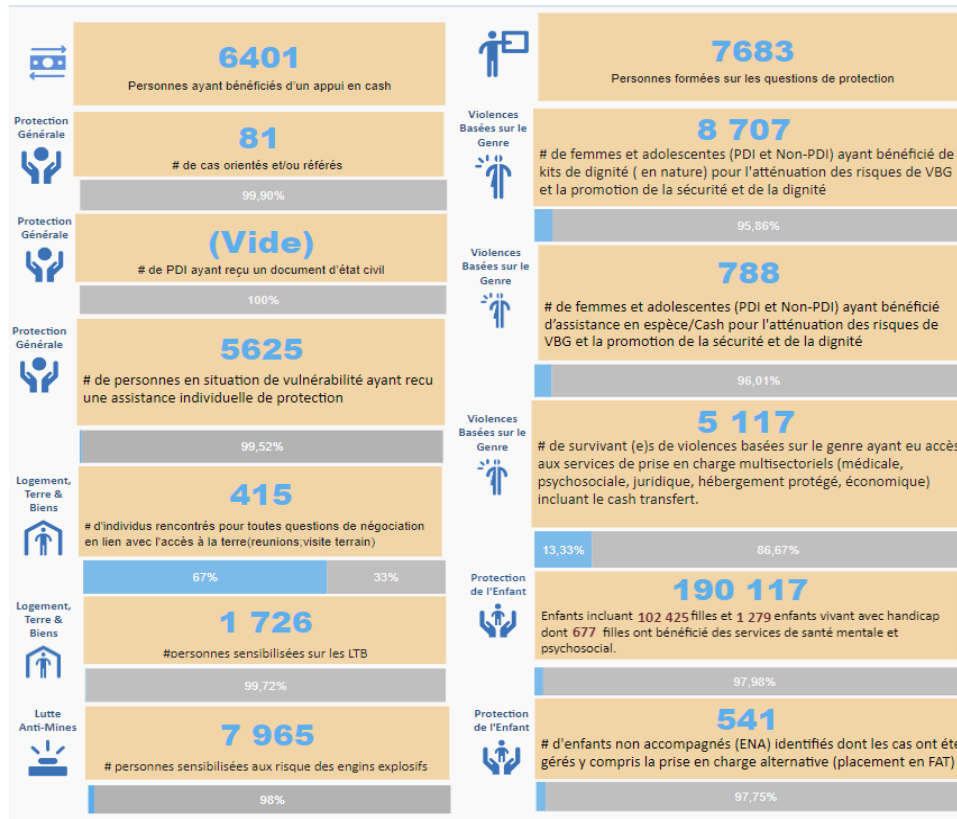 6401
Personnes ayant bénéficiés d'un appui en cash
Protection
Générale
81
# de cas orientés et/ou référés
99,90%
Protection
Générale
(Vide)
# de PDI ayant reçu un document d'état civil
100%
Protection
Générale
5625
# de personnes en situation de vulnérabilité ayant recu
une assistance individuelle de protection
99,52%
Logement,
Terre &
Biens
415
# d'individus rencontrés pour toutes questions de négociation
en lien avec l'accès à la terre(reunions;visite terrain)
67%
33%
Logement,
Terre &
Biens
1 726
#personnes sensibilisées sur les LTB
99,72%
Lutte
Anti-Mines
7 965
# personnes sensibilisées aux risque des engins explosifs
98%
7683
Personnes formées sur les questions de protection
Violences
Basées sur le
Genre
8 707
# de femmes et adolescentes (PDI et Non-PDI) ayant bénéficié de
kits de dignité ( en nature) pour l'atténuation des risques de VBG
et la promotion de la sécurité et de la dignité
95,86%
Violences
Basées sur le
Genre
788
# de femmes et adolescentes (PDI et Non-PDI) ayant bénéficié
d'assistance en espèce/Cash pour l'atténuation des risques de
VBG et la promotion de la sécurité et de la dignité
96,01%
Violences
Basées sur le
Genre
5 117
# de survivant (e)s de violences basées sur le genre ayant eu accès
aux services de prise en charge multisectoriels (médicale,
psychosociale, juridique, hébergement protégé, économique)
incluant le cash transfert.
13,33%
86,67%
Protection
de l'Enfant
190 117
Enfants incluant 102 425 filles et 1 279 enfants vivant avec handicap
dont 677 filles ont bénéficié des services de santé mentale et
psychosocial.
97,98%
Protection
de l'Enfant
541
# d'enfants non accompagnés (ENA) identifiés dont les cas ont été
gérés y compris la prise en charge alternative (placement en FAT)
97,75%